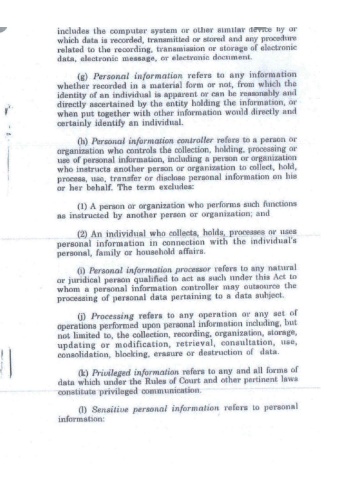 includes the computer system or other similar device by or
which data is recorded, transmitted or stored and any procedure
related to the recording, transmission or storage of electronic
data, electronic message, or electronic document.
(g) Personal information refers to any information
whether recorded in a material form or not, from which the
identity of an individual is apparent or can be reasonably and
directly ascertained by the entity holding the information, or
when put together with other information would directly and
certainly identify an individual.
(h) Personal information controller refers to a person or
organization who controls the collection, holding, processing or
use of personal information, including a person or organization
who instructs another person or organization to collect, hold,
process, use, transfer or disclose personal information on his
or her behalf. The term excludes:
(1) A person or organization who performs such functions
as instructed by another person or organization; and
(2) An individual who collects, holds, processes or uses
personal information in connection with the individual's
personal, family or household affairs.
(i) Personal information processor refers to any natural
or juridical person qualified to act as such under this Act to
whom a personal information controller may outsource the
processing of personal data pertaining to a data subject.
(j) Processing refers to any operation or any set of
operations performed upon personal information including, but
not limited to, the collection, recording, organization, storage,
updating or modification, retrieval, consultation, use,
consolidation, blocking, erasure or destruction of data.
(k) Privileged information refers to any and all forms of
data which under the Rules of Court and other pertinent laws
constitute privileged communication.
(l) Sensitive personal information refers to personal
information: